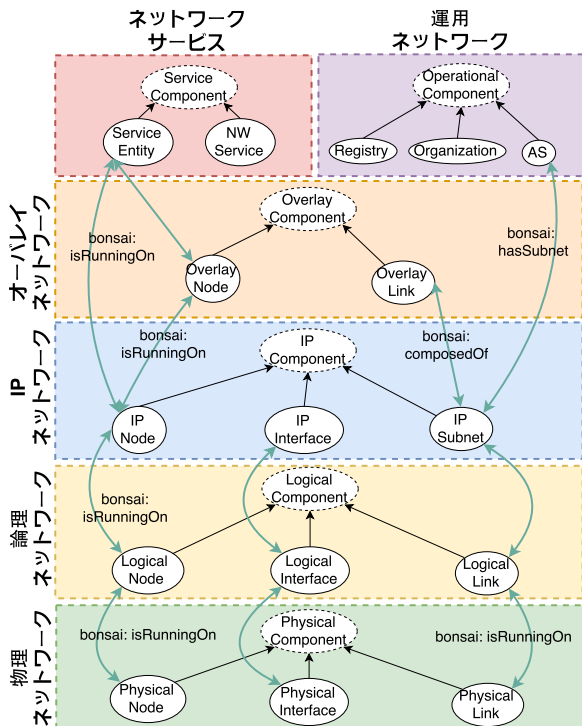 ネットワーク
サービス
運用
ネットワーク
Service
Component
Service
Entity
NW
Service
Operational
Component
Registry
Organization
AS
オーバレイ
ネットワーク
Overlay
Component
bonsai:
isRunningOn
bonsai:
hasSubnet
Overlay
Node
Overlay
Link
IP
ネットワーク
bonsai:
isRunningOn
IP
Component
bonsai:
composedOf
IP
Node
IP
Interface
IP
Subnet
論理
ネットワーク
Logical
Component
bonsai:
isRunningOn
Logical
Node
Logical
Interface
Logical
Link
物理
ネットワーク
bonsai: isRunningOn
Physical
Component
bonsai: isRunningOn
Physical
Node
Physical
Interface
Physical
Link